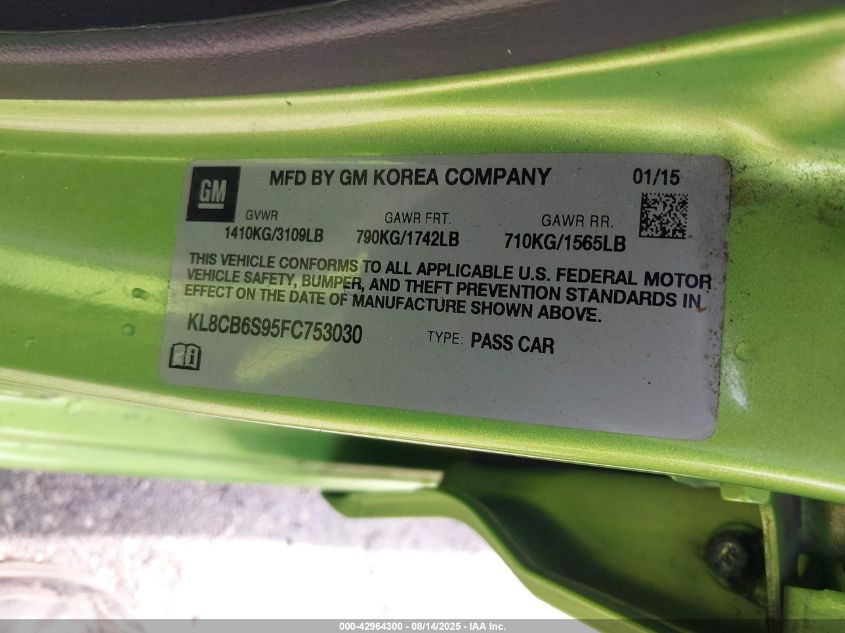 GM
MFD BY GM KOREA COMPANY 01/15
GVWR GAWR FRT. GAWR RR.
1410KG/3109LB 790KG/1742LB 710KG/1565LB
THIS VEHICLE CONFORMS TO ALL APPLICABLE U.S. FEDERAL MOTOR
VEHICLE SAFETY, BUMPER, AND THEFT PREVENTION STANDARDS IN
EFFECT ON THE DATE OF MANUFACTURE SHOWN ABOVE.
KL8CB6S95FC753030 TYPE: PASS CAR
000-42964300 - 08/14/2025 - IAA Inc.